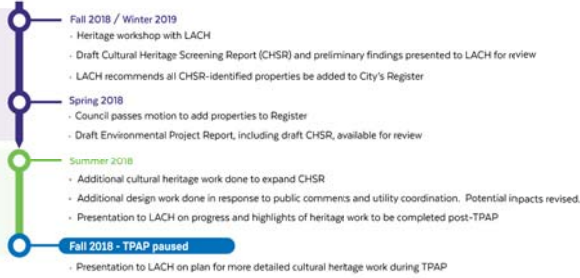 Fall 2018 / Winter 2019
- Heritage workshop with LACH
- Draft Cultural Heritage Screening Report (CHSR) and preliminary findings presented to LACH for review
- LACH recommends all CHSR-identified properties be added to City's Register
Spring 2018
- Council passes motion to add properties to Register
- Draft Environmental Project Report, including draft CHSR, available for review
Summer 2018
- Additional cultural heritage work done to expand CHSR
- Additional design work done in response to public comments and utility coordination. Potential impacts revised.
- Presentation to LACH on progress and highlights of heritage work to be completed post-TPAP
Fall 2018 - TPAP paused
- Presentation to LACH on plan for more detailed cultural heritage work during TPAP